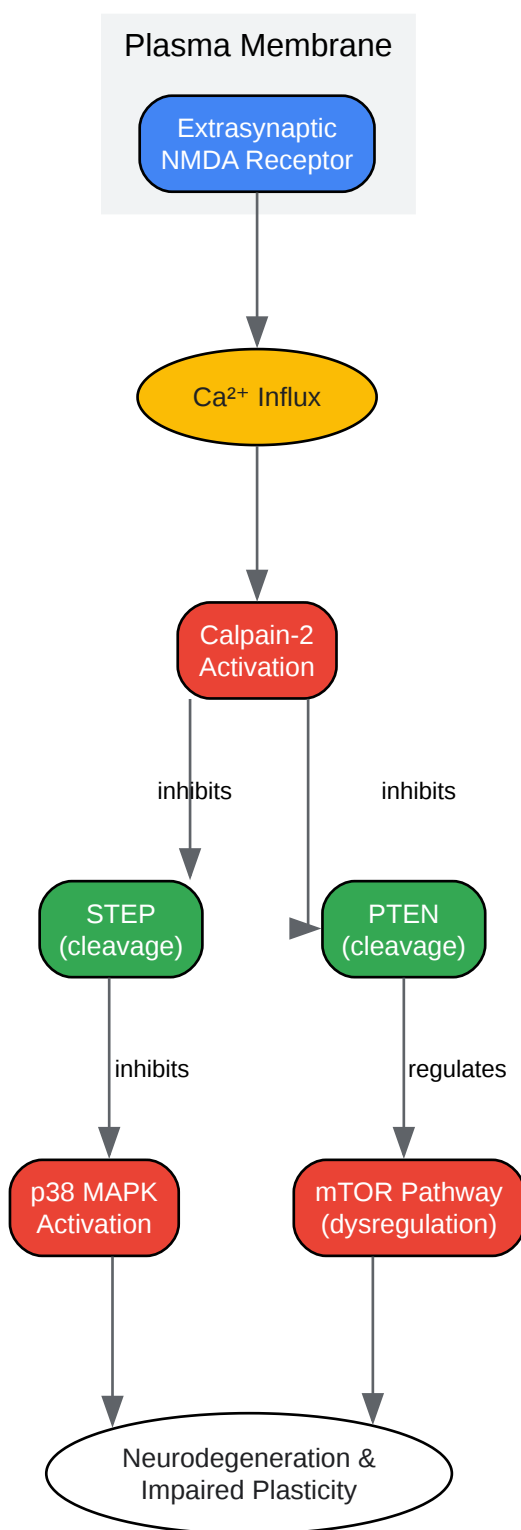 Plasma Membrane
Extrasynaptic
NMDA Receptor
Ca²⁺ Influx
Calpain-2
Activation
inhibits
inhibits
STEP
(cleavage)
PTEN
(cleavage)
inhibits
regulates
p38 MAPK
Activation
mTOR Pathway
(dysregulation)
Neurodegeneration &
Impaired Plasticity